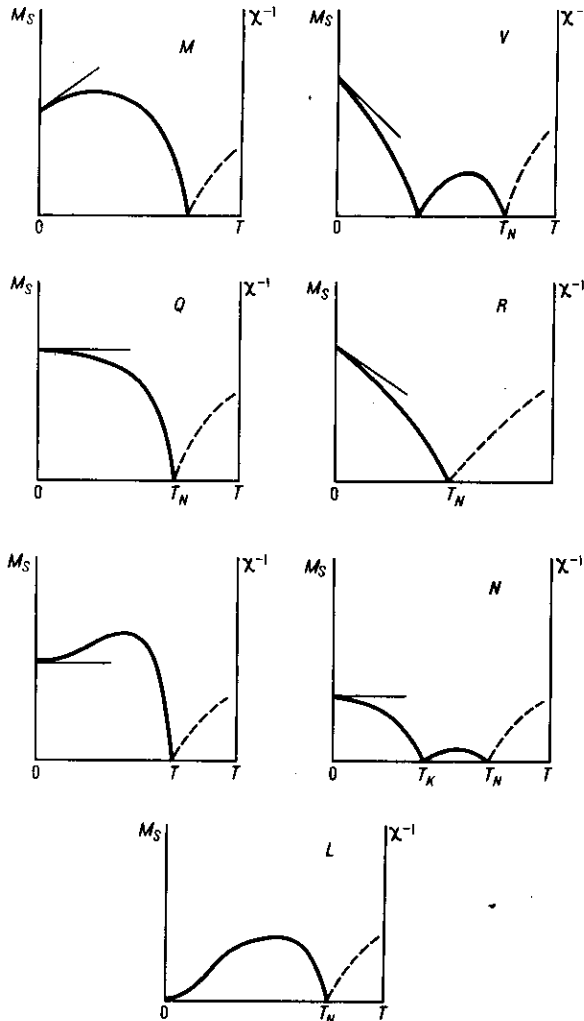 M_S χ⁻¹ M_S χ⁻
M V
0 T 0 T_N T
M_S χ⁻¹ M_S χ⁻¹
Q R
0 T_N T 0 T_N
M_S χ⁻¹ M_S χ⁻¹
N
0 T 0 T_K T_N T
M_S χ⁻¹
L
0 T_N T